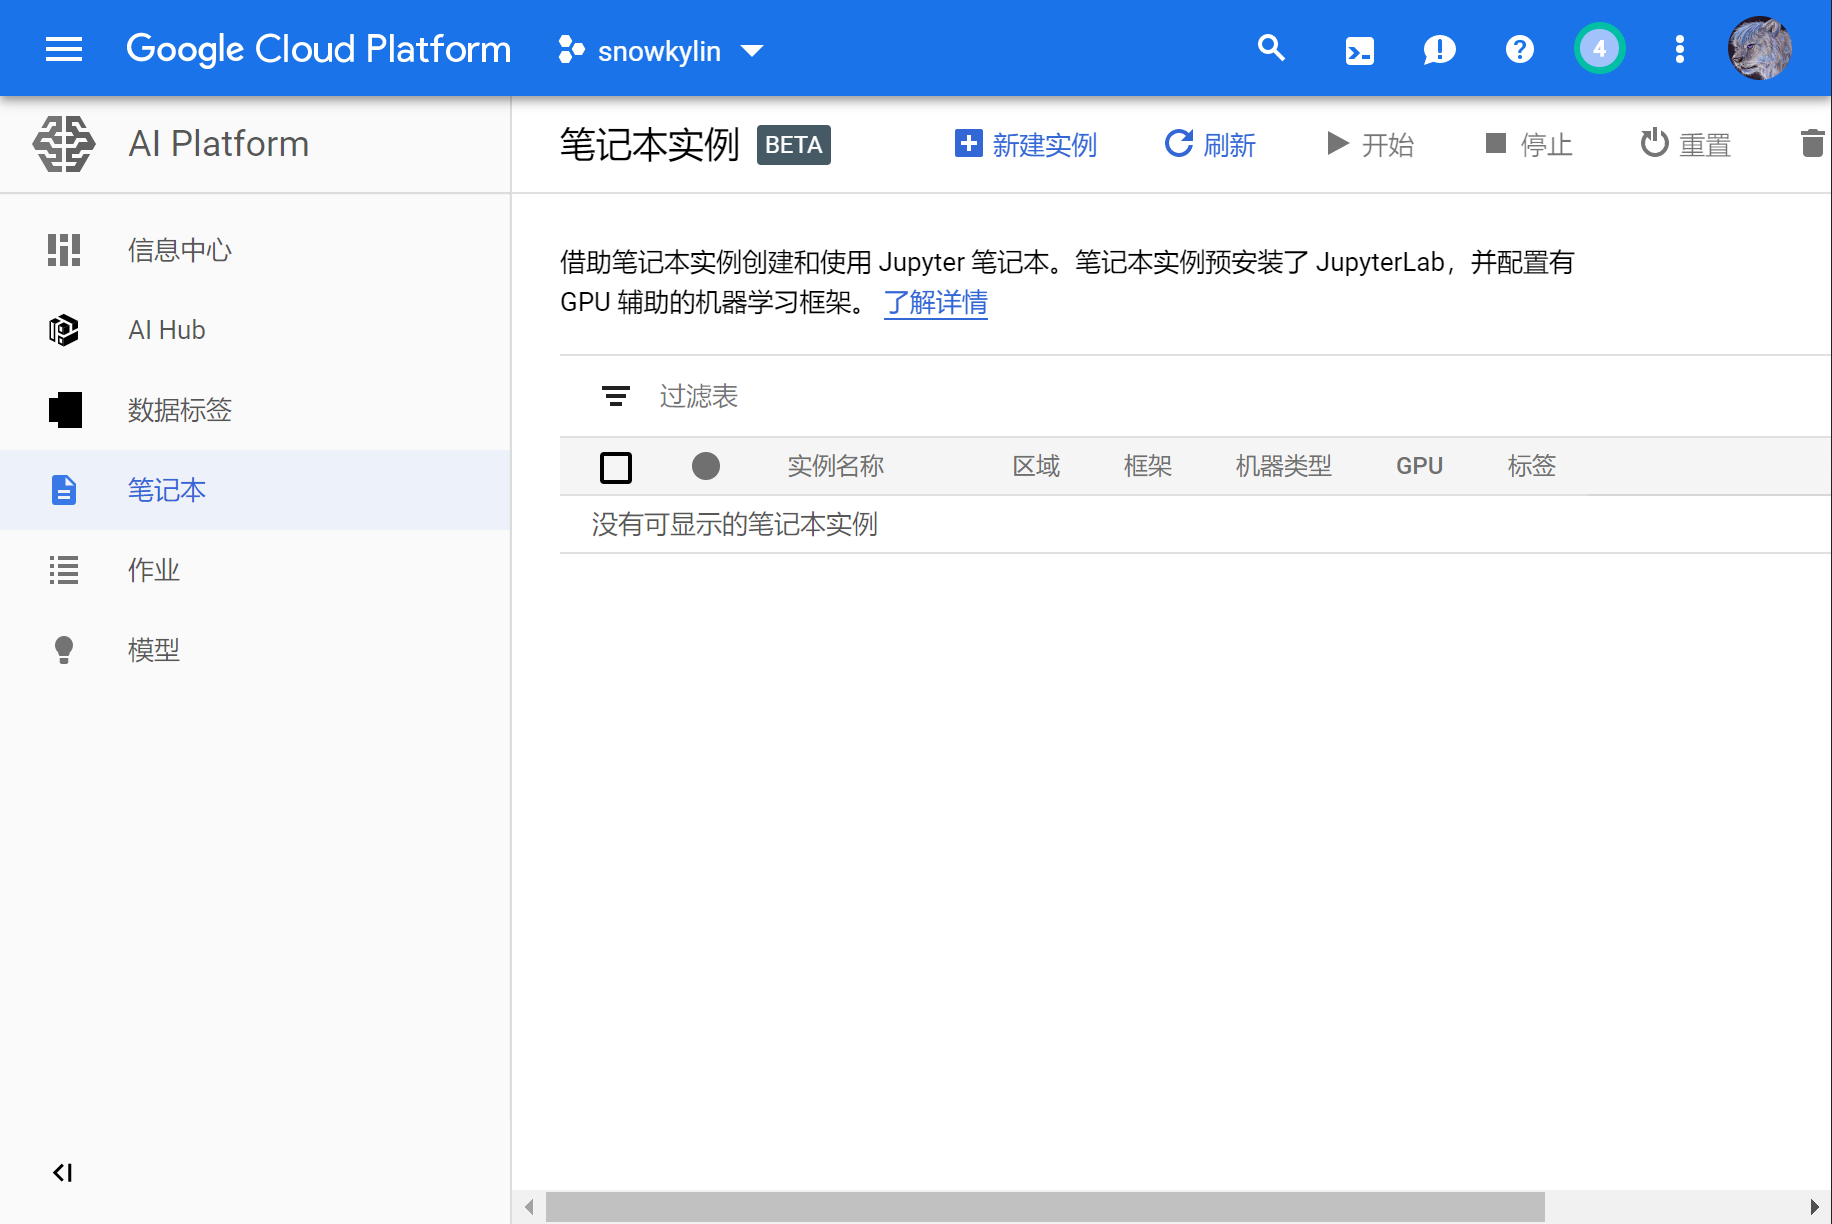 Google Cloud Platform
snowkylin
4
AI Platform
笔记本实例 BETA
新建实例
刷新
开始
停止
重置
信息中心
AI Hub
数据标签
笔记本
作业
模型
借助笔记本实例创建和使用 Jupyter 笔记本。笔记本实例预安装了 JupyterLab，并配置有
GPU 辅助的机器学习框架。 了解详情
过滤表
实例名称 区域 框架 机器类型 GPU 标签
没有可显示的笔记本实例